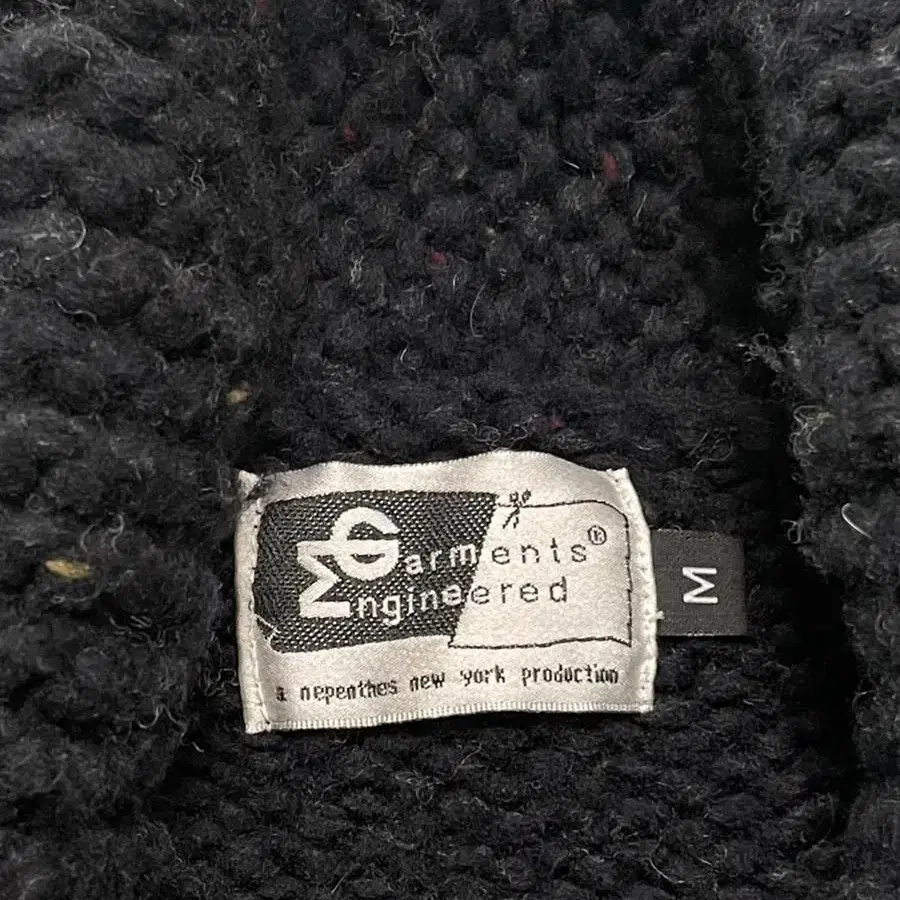 Garments®
Engineered
a nepenthes new york production
M